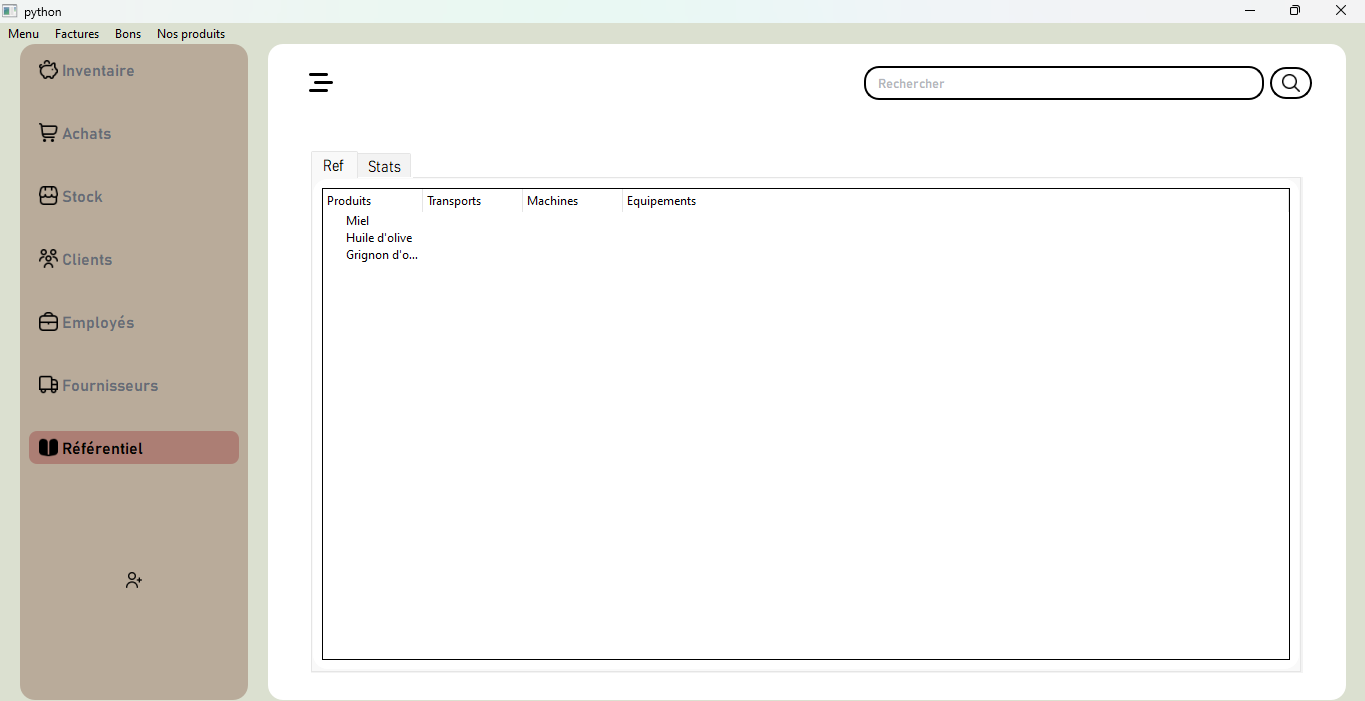 python
Menu Factures Bons Nos produits
Inventaire
Achats
Stock
Clients
Employés
Fournisseurs
Référentiel
Rechercher
Ref Stats
Produits Transports Machines Equipements
Miel
Huile d'olive
Grignon d'o...